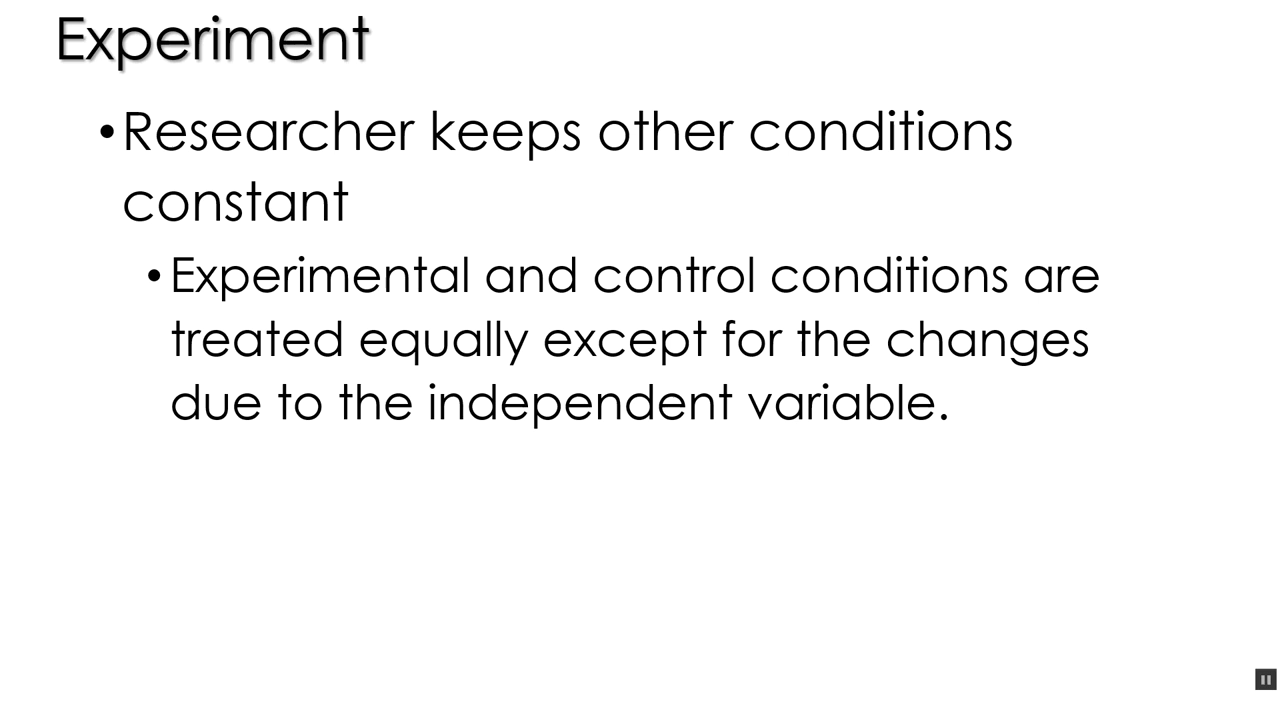 Experiment
•Researcher keeps other conditions
constant
•Experimental and control conditions are
treated equally except for the changes
due to the independent variable.